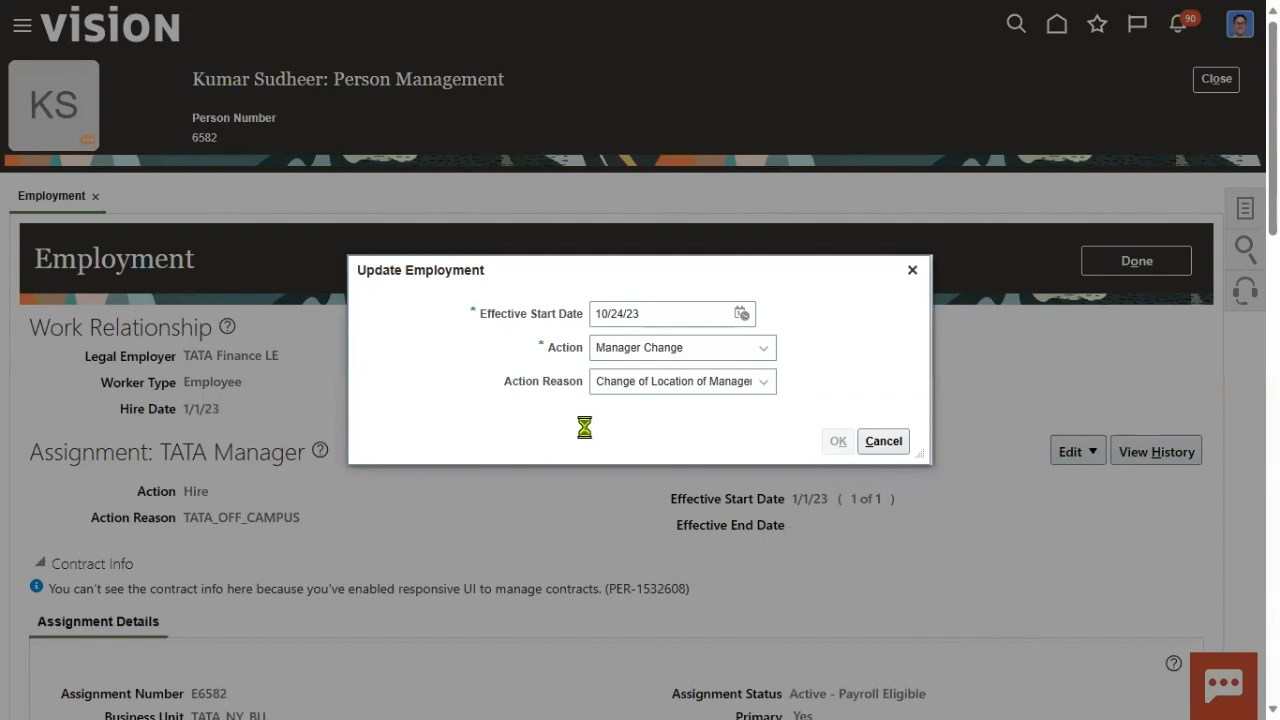 vision
90
KS
Kumar Sudheer: Person Management
Close
Person Number
6582
Employment ×
Employment
Done
Update Employment
* Effective Start Date 10/24/23
* Action Manager Change
Action Reason Change of Location of Manager
OK Cancel
Work Relationship
Legal Employer TATA Finance LE
Worker Type Employee
Hire Date 1/1/23
Assignment: TATA Manager
Edit View History
Action Hire
Effective Start Date 1/1/23 ( 1 of 1 )
Action Reason TATA_OFF_CAMPUS
Effective End Date
Contract Info
You can't see the contract info here because you've enabled responsive UI to manage contracts. (PER-1532608)
Assignment Details
Assignment Number E6582
Assignment Status Active - Payroll Eligible
Business Unit TATA_NY_BU
Primary Yes